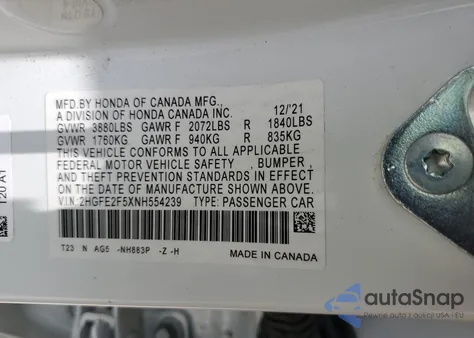 MFD.BY HONDA OF CANADA MFG.,
A DIVISION OF HONDA CANADA INC. 12/'21
GVWR 3880LBS GAWR F 2072LBS R 1840LBS
GVWR 1760KG GAWR F 940KG R 835KG
THIS VEHICLE CONFORMS TO ALL APPLICABLE
FEDERAL MOTOR VEHICLE SAFETY , BUMPER ,
AND THEFT PREVENTION STANDARDS IN EFFECT ON
THE DATE OF MANUFACTURE SHOWN ABOVE.
V.I.N: 2HGFE2F5XNH554239 TYPE: PASSENGER CAR
T23 N AG5 -NH883P -Z -H
MADE IN CANADA
T20 A1
autoSnap